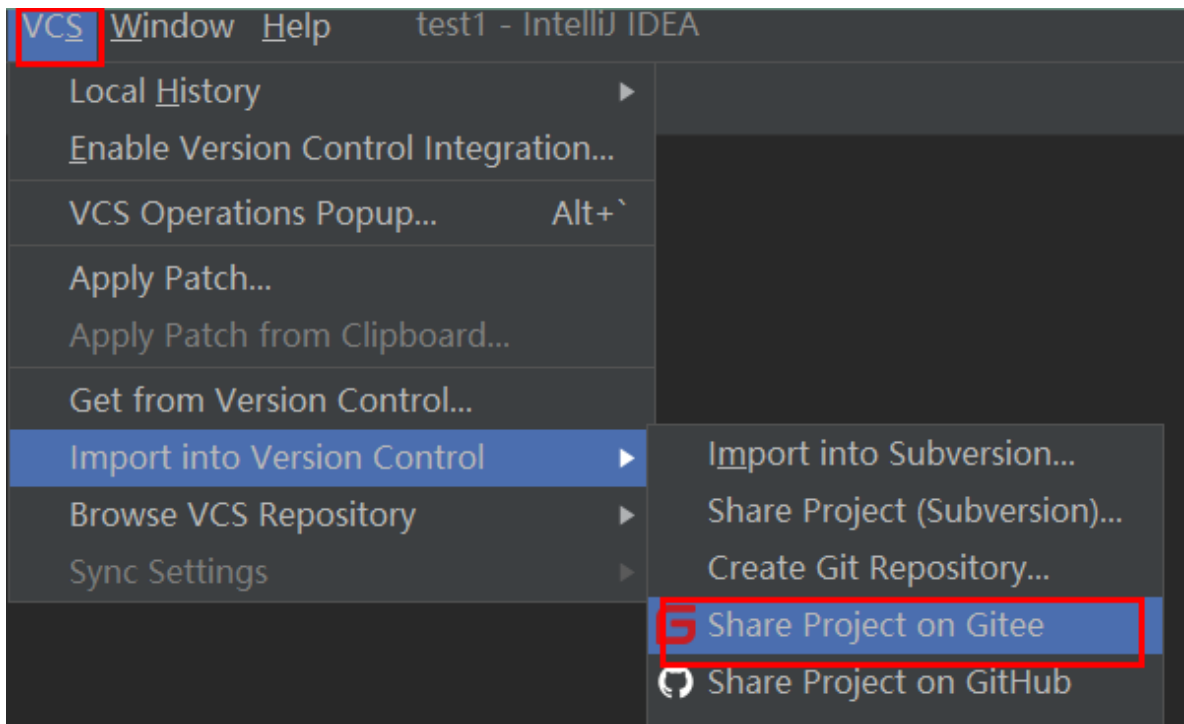 VCS Window Help test1 - IntelliJ IDEA
Local History
Enable Version Control Integration...
VCS Operations Popup... Alt+`
Apply Patch...
Apply Patch from Clipboard...
Get from Version Control...
Import into Version Control
Import into Subversion...
Browse VCS Repository
Share Project (Subversion)...
Sync Settings
Create Git Repository...
Share Project on Gitee
Share Project on GitHub